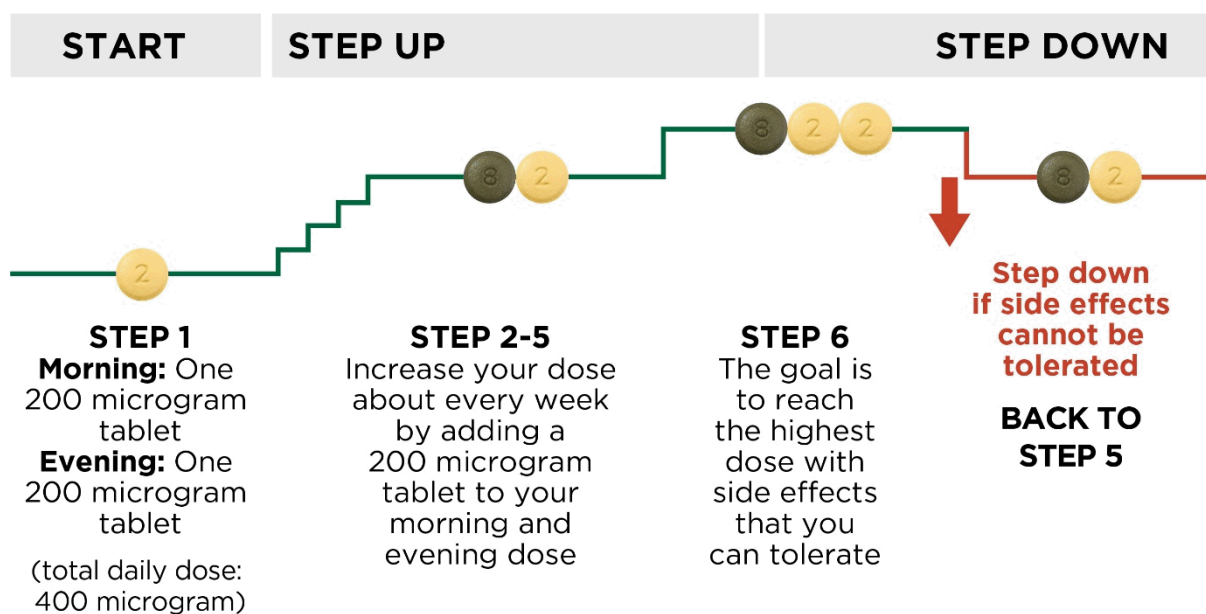 START
STEP UP
STEP DOWN
8 2 2
8 2
8 2
2
STEP 1
Morning: One
200 microgram
tablet
Evening: One
200 microgram
tablet
(total daily dose:
400 microgram)
STEP 2-5
Increase your dose
about every week
by adding a
200 microgram
tablet to your
morning and
evening dose
STEP 6
The goal is
to reach
the highest
dose with
side effects
that you
can tolerate
Step down
if side effects
cannot be
tolerated
BACK TO
STEP 5